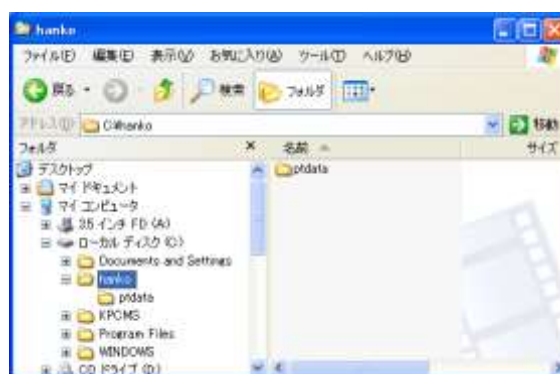 hanko
ファイル(F) 編集(E) 表示(V) お気に入り(A) ツール(T) ヘルプ(H)
戻る 検索 フォルダ
アドレス(D) C:¥hanko 移動
フォルダ × 名前 サイズ
デスクトップ ptdata
マイ ドキュメント
マイ コンピュータ
3.5 インチ FD (A:)
ローカル ディスク (C:)
Documents and Settings
hanko
ptdata
KPCMS
Program Files
WINDOWS
CD ドライブ (D:)